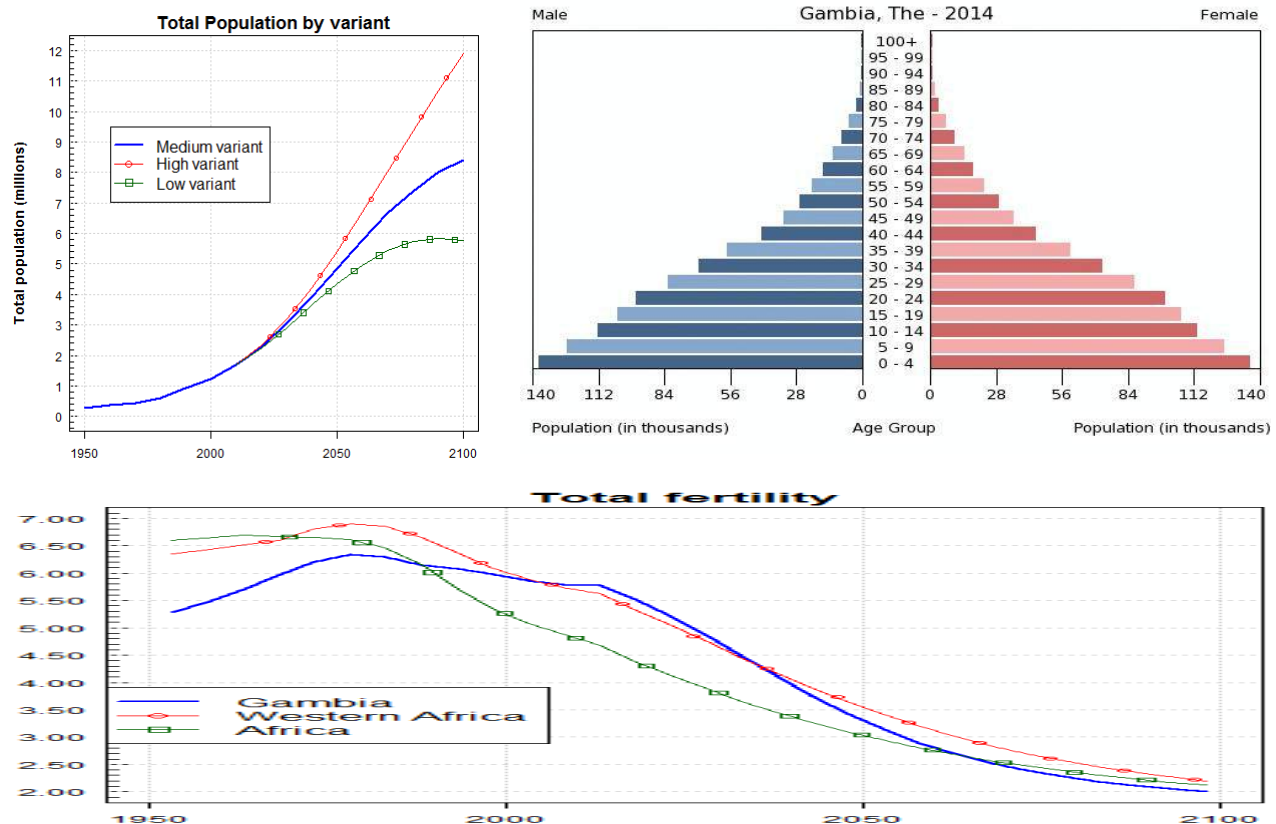 Total Population by variant
Total population (millions)
12
11
10
9
8
7
6
5
4
3
2
1
0
Medium variant
High variant
Low variant
1950 2000 2050 2100
Male Gambia, The - 2014 Female
100+
95 - 99
90 - 94
85 - 89
80 - 84
75 - 79
70 - 74
65 - 69
60 - 64
55 - 59
50 - 54
45 - 49
40 - 44
35 - 39
30 - 34
25 - 29
20 - 24
15 - 19
10 - 14
5 - 9
0 - 4
140 112 84 56 28 0 0 28 56 84 112 140
Population (in thousands) Age Group Population (in thousands)
Total fertility
7.00
6.50
6.00
5.50
5.00
4.50
4.00
3.50
3.00
2.50
2.00
Gambia
Western Africa
Africa
1950 2000 2050 2100